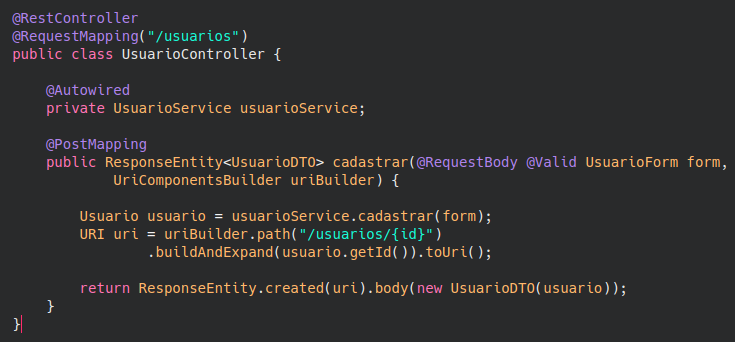 @RestController
@RequestMapping("/usuarios")
public class UsuarioController {
@Autowired
private UsuarioService usuarioService;
@PostMapping
public ResponseEntity<UsuarioDTO> cadastrar(@RequestBody @Valid UsuarioForm form,
UriComponentsBuilder uriBuilder) {
Usuario usuario = usuarioService.cadastrar(form);
URI uri = uriBuilder.path("/usuarios/{id}")
.buildAndExpand(usuario.getId()).toUri();
return ResponseEntity.created(uri).body(new UsuarioDTO(usuario));
}
}